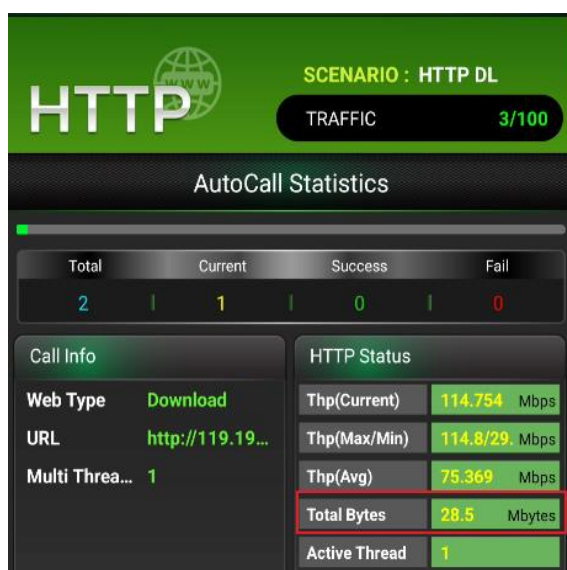 HTTP
www
SCENARIO : HTTP DL
TRAFFIC 3/100
AutoCall Statistics
Total Current Success Fail
2 1 0 0
Call Info
Web Type Download
URL http://119.19...
Multi Threa... 1
HTTP Status
Thp(Current) 114.754 Mbps
Thp(Max/Min) 114.8/29. Mbps
Thp(Avg) 75.369 Mbps
Total Bytes 28.5 Mbytes
Active Thread 1